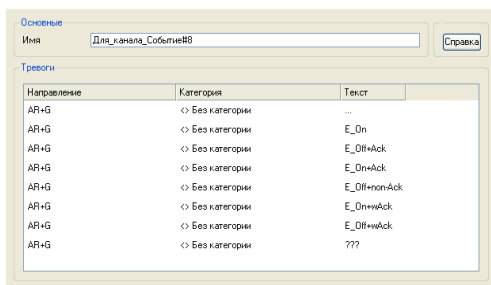 Основные
Имя Для_канала_Событие#8 Справка
Тревоги
Направление Категория Текст
AR+G <> Без категории ...
AR+G <> Без категории E_On
AR+G <> Без категории E_Off+Ack
AR+G <> Без категории E_On+Ack
AR+G <> Без категории E_Off+non-Ack
AR+G <> Без категории E_On+wAck
AR+G <> Без категории E_Off+wAck
AR+G <> Без категории ???